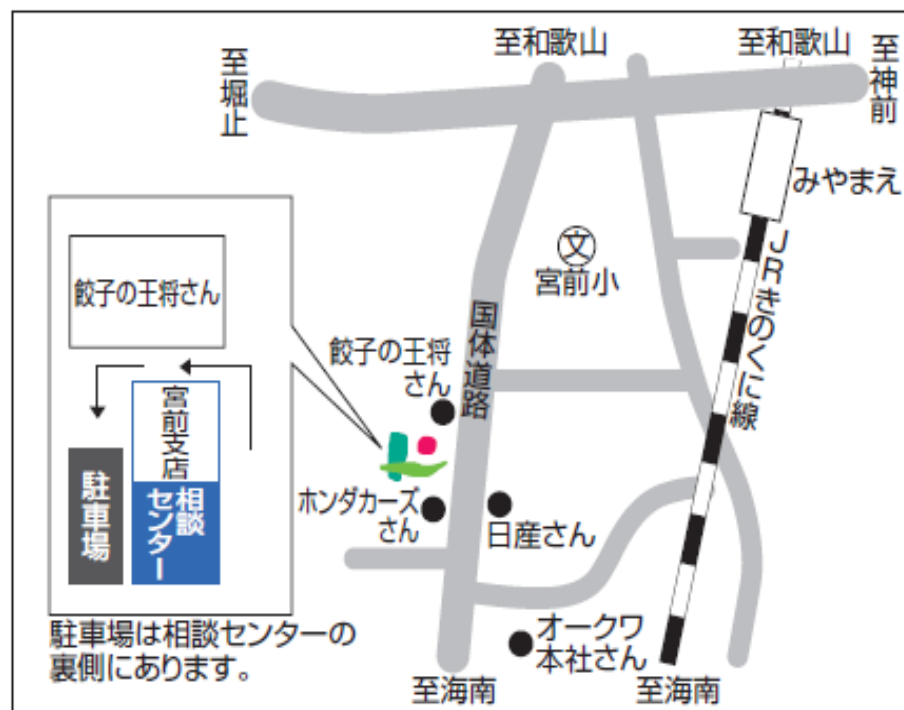 至和歌山
至和歌山
至神前
至堀止
みやまえ
文
宮前小
JRきのくに線
国体道路
餃子の王将さん
餃子の王将
さん
宮前支店
相談
センター
駐車場
ホンダカーズ
さん
日産さん
オークワ
本社さん
駐車場は相談センターの
裏側にあります。
至海南
至海南